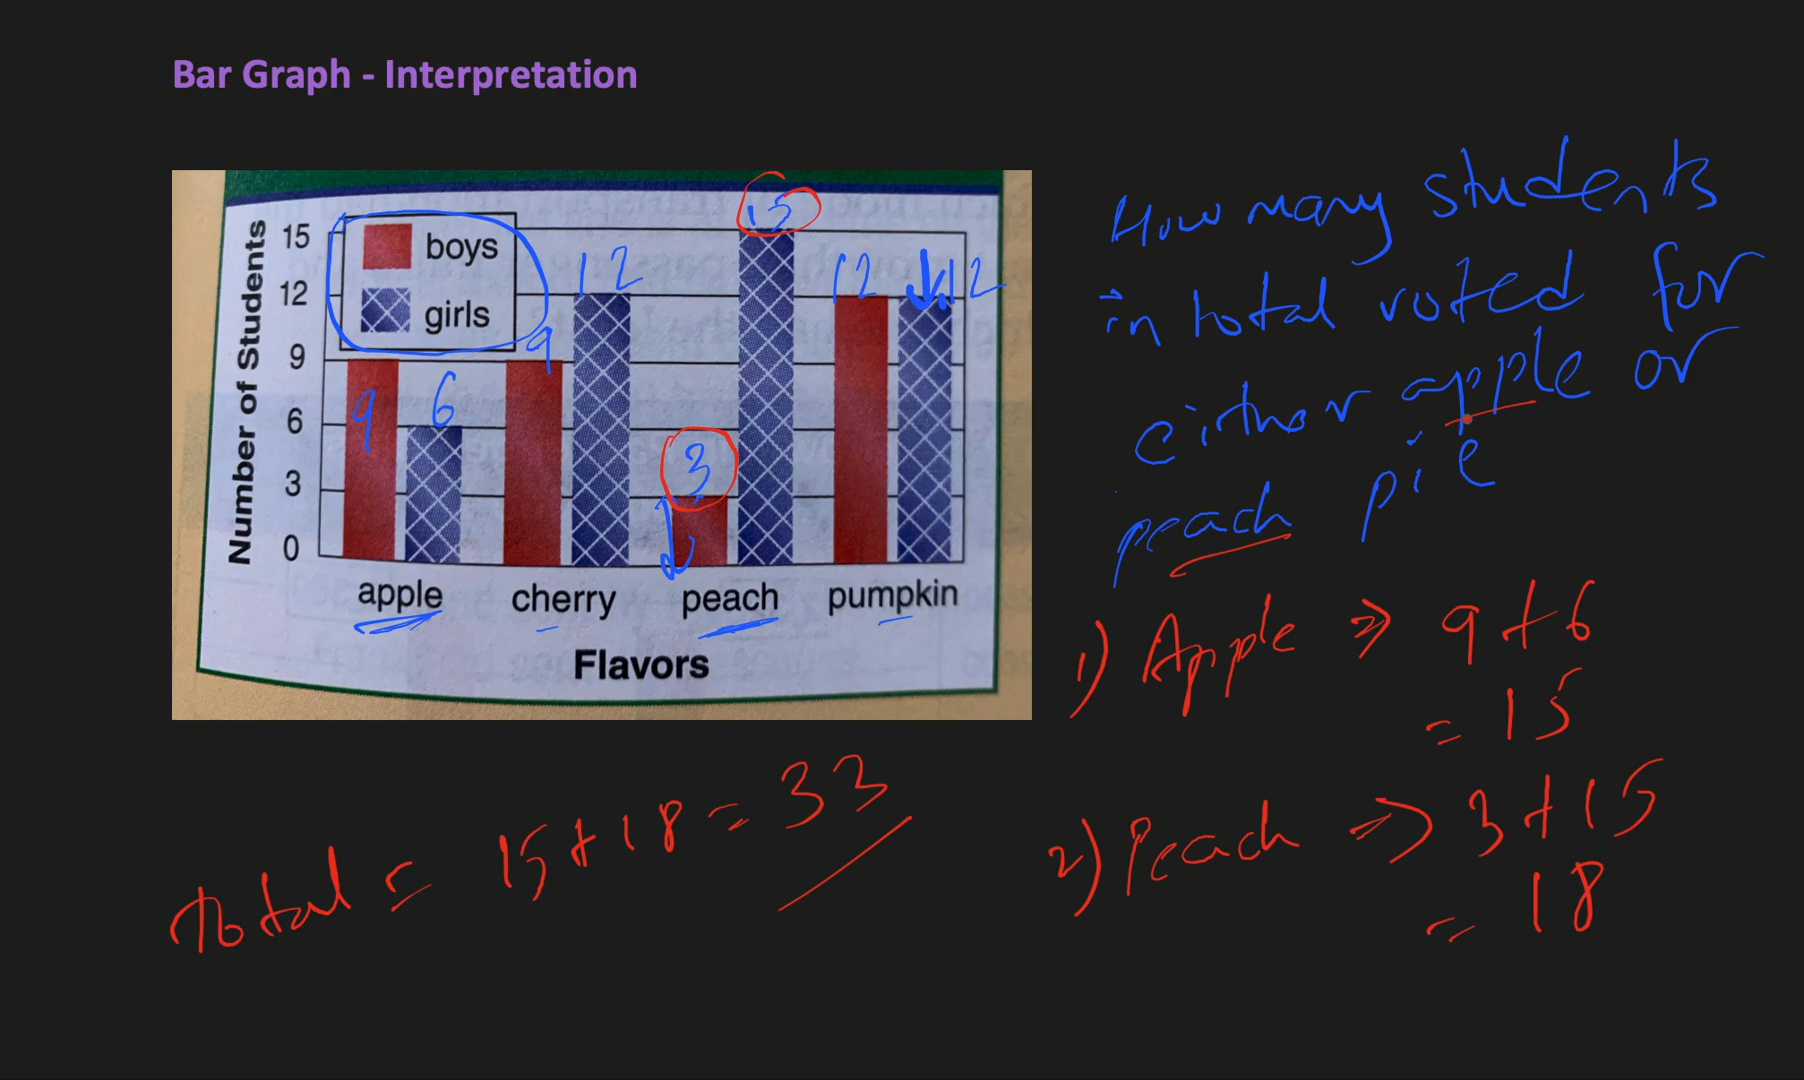 Bar Graph - Interpretation
Number of Students
15
12
9
6
3
0
boys
girls
9
6
9
12
3
15
12
12
apple
cherry
peach
pumpkin
Flavors
How many students
in total voted for
either apple or
peach pie
1) Apple ⇒ 9+6
= 15
2) Peach ⇒ 3+15
= 18
Total = 15+18 = 33